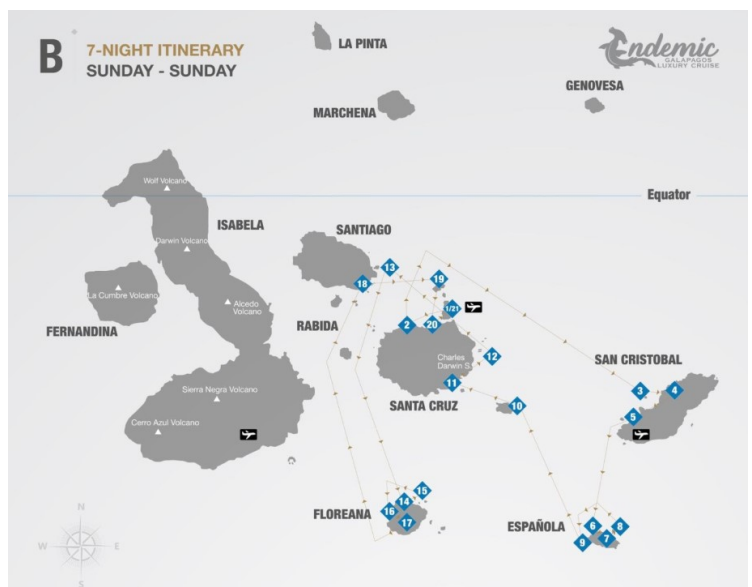 B
7-NIGHT ITINERARY
SUNDAY - SUNDAY
LA PINTA
Endemic
GALAPAGOS
LUXURY CRUISE
MARCHENA
GENOVESA
Wolf Volcano
Equator
ISABELA
SANTIAGO
Darwin Volcano
13
18
19
La Cumbre Volcano
Alcedo
Volcano
1/21
FERNANDINA
RABIDA
2
20
12
Charles
Darwin S.
SAN CRISTOBAL
11
3
4
Sierra Negra Volcano
SANTA CRUZ
10
5
Cerro Azul Volcano
15
14
16
FLOREANA
17
ESPAÑOLA
6
8
7
9
N
W
E
S